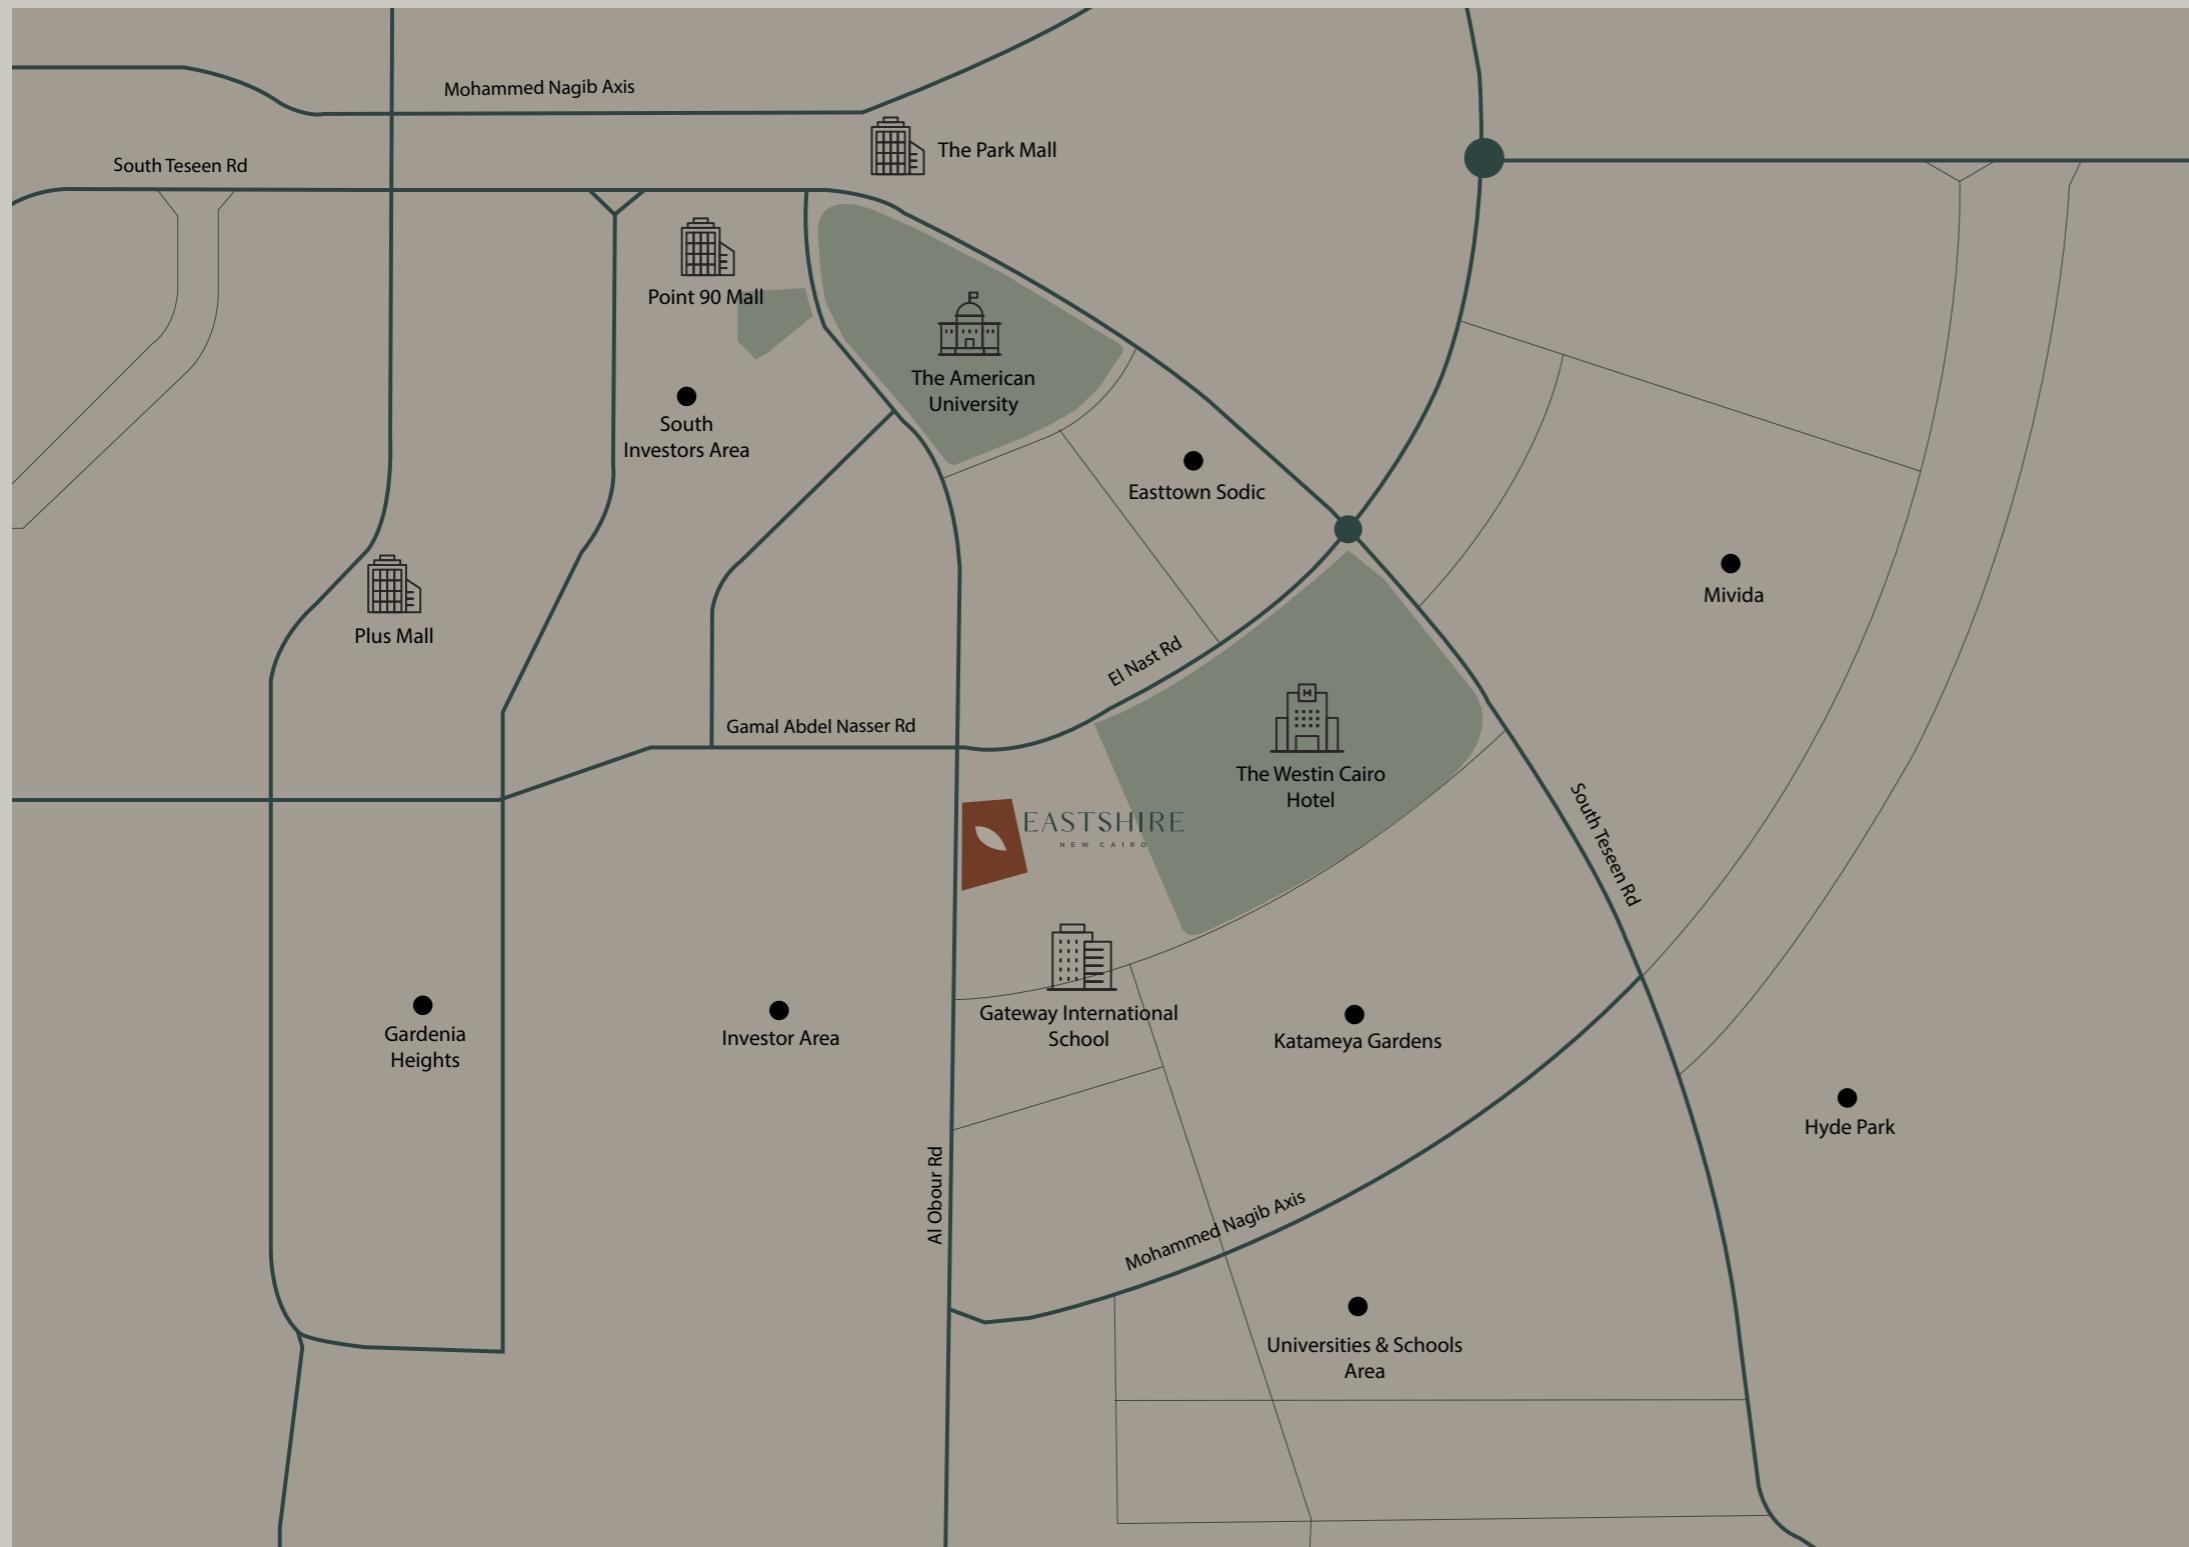 Mohammed Nagib Axis
The Park Mall
South Teseen Rd
Point 90 Mall
The American
University
South
Investors Area
Easttown Sodic
Mivida
Plus Mall
El Nast Rd
Gamal Abdel Nasser Rd
The Westin Cairo
Hotel
South Teseen Rd
EASTSHIRE
NEW CAIRO
Gateway International
School
Gardenia
Heights
Investor Area
Katameya Gardens
Hyde Park
Al Obour Rd
Mohammed Nagib Axis
Universities & Schools
Area